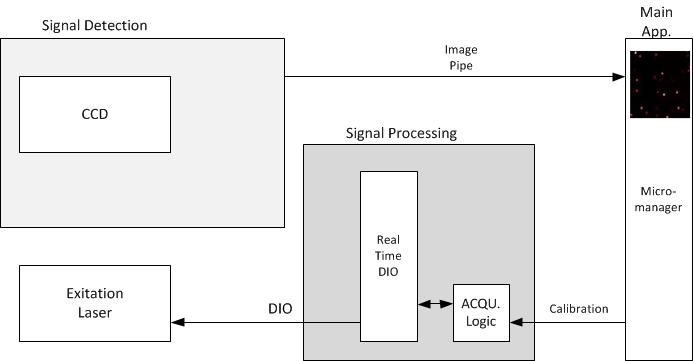 Signal Detection
Main
App.
Image
Pipe
CCD
Signal Processing
Micro-
manager
Real
Time
DIO
Exitation
Laser
DIO
ACQU.
Logic
Calibration